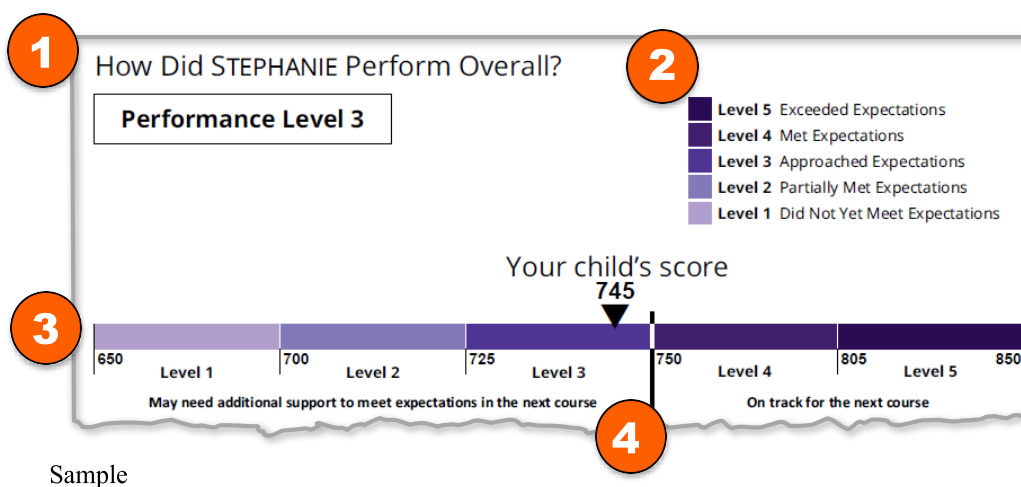 1
How Did STEPHANIE Perform Overall?
2
Performance Level 3
Level 5 Exceeded Expectations
Level 4 Met Expectations
Level 3 Approached Expectations
Level 2 Partially Met Expectations
Level 1 Did Not Yet Meet Expectations
Your child's score
745
3
650 700 725 750 805 850
Level 1 Level 2 Level 3 Level 4 Level 5
May need additional support to meet expectations in the next course On track for the next course
4
Sample